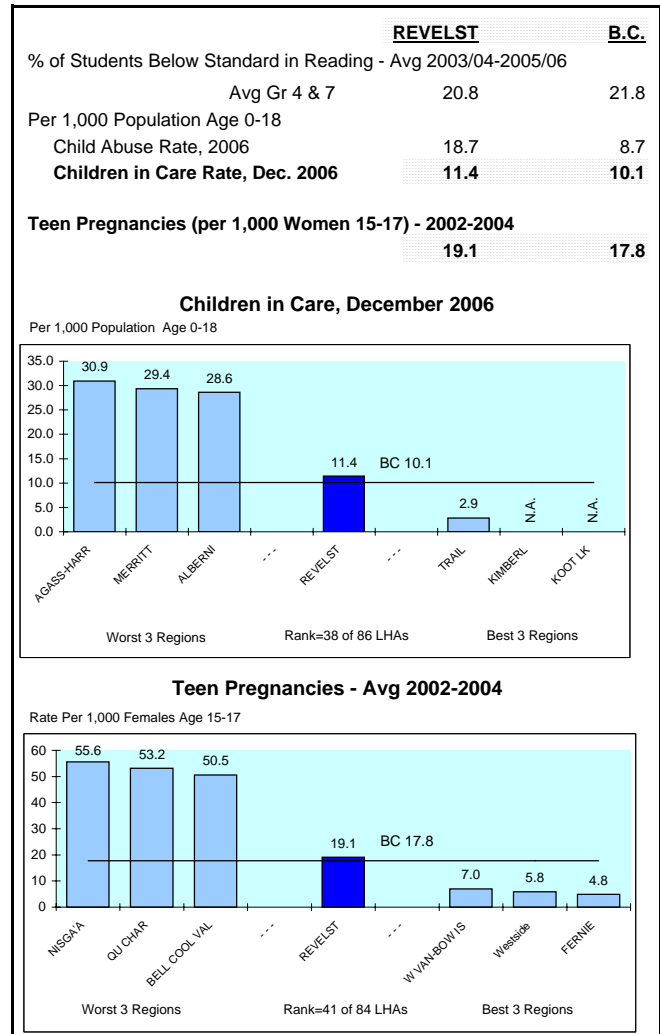 REVELST B.C.
% of Students Below Standard in Reading - Avg 2003/04-2005/06
Avg Gr 4 & 7 20.8 21.8
Per 1,000 Population Age 0-18
Child Abuse Rate, 2006 18.7 8.7
Children in Care Rate, Dec. 2006 11.4 10.1
Teen Pregnancies (per 1,000 Women 15-17) - 2002-2004
19.1 17.8
Children in Care, December 2006
Per 1,000 Population Age 0-18
35.0
30.0
25.0
20.0
15.0
10.0
5.0
0.0
30.9
29.4
28.6
11.4
BC 10.1
2.9
N.A.
N.A.
AGASS-HARR
MERRITT
ALBERNI
- - -
REVELST
- - -
TRAIL
KIMBERL
KOOT LK
Worst 3 Regions Rank=38 of 86 LHAs Best 3 Regions
Teen Pregnancies - Avg 2002-2004
Rate Per 1,000 Females Age 15-17
60
50
40
30
20
10
0
55.6
53.2
50.5
19.1
BC 17.8
7.0
5.8
4.8
NISGA'A
QU CHAR
BELL COOL VAL
- - -
REVELST
- - -
W VAN-BOW IS
Westside
FERNIE
Worst 3 Regions Rank=41 of 84 LHAs Best 3 Regions